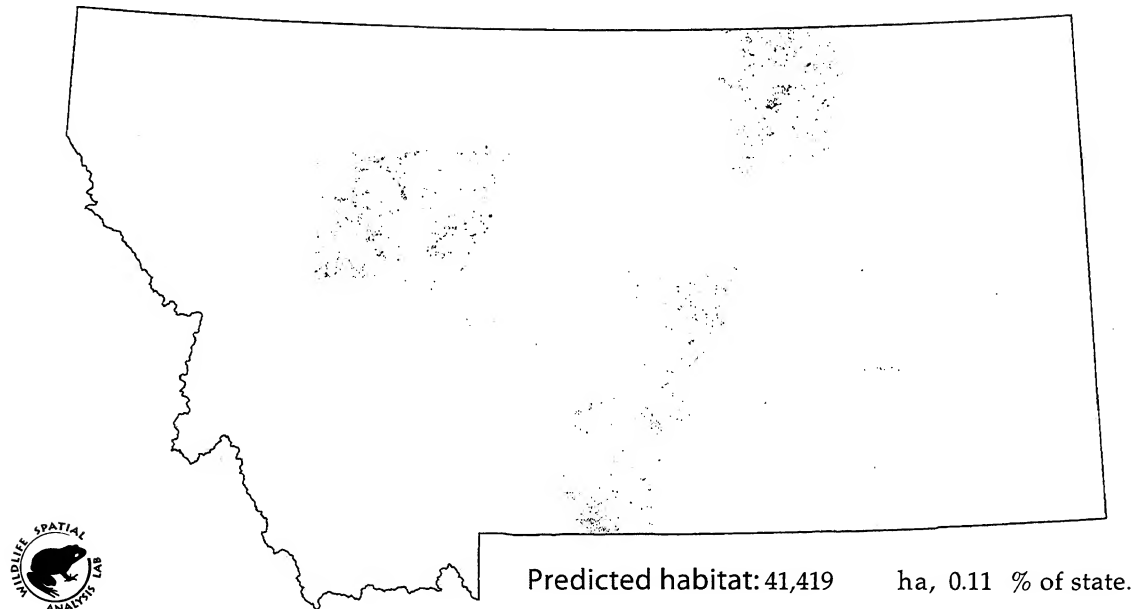 WILDLIFE SPATIAL
ANALYSIS LAB
Predicted habitat: 41,419 ha, 0.11 % of state.